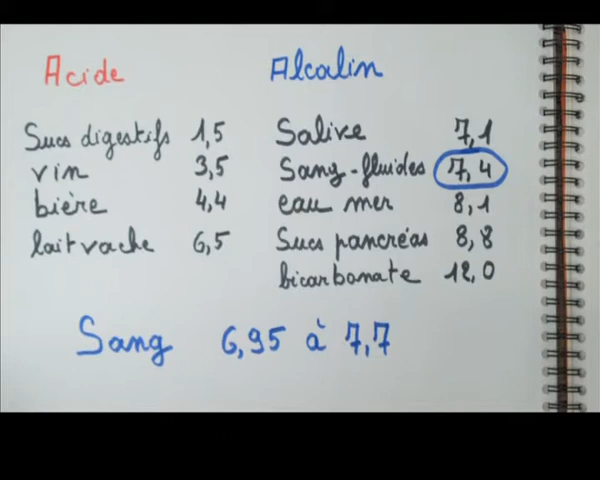 Acide Alcalin
Sucs digestifs 1,5 Salive 7,1
vin 3,5 Sang-fluides 7,4
bière 4,4 eau mer 8,1
lait vache 6,5 Sucs pancréas 8,8
bicarbonate 12,0
Sang 6,95 à 7,7